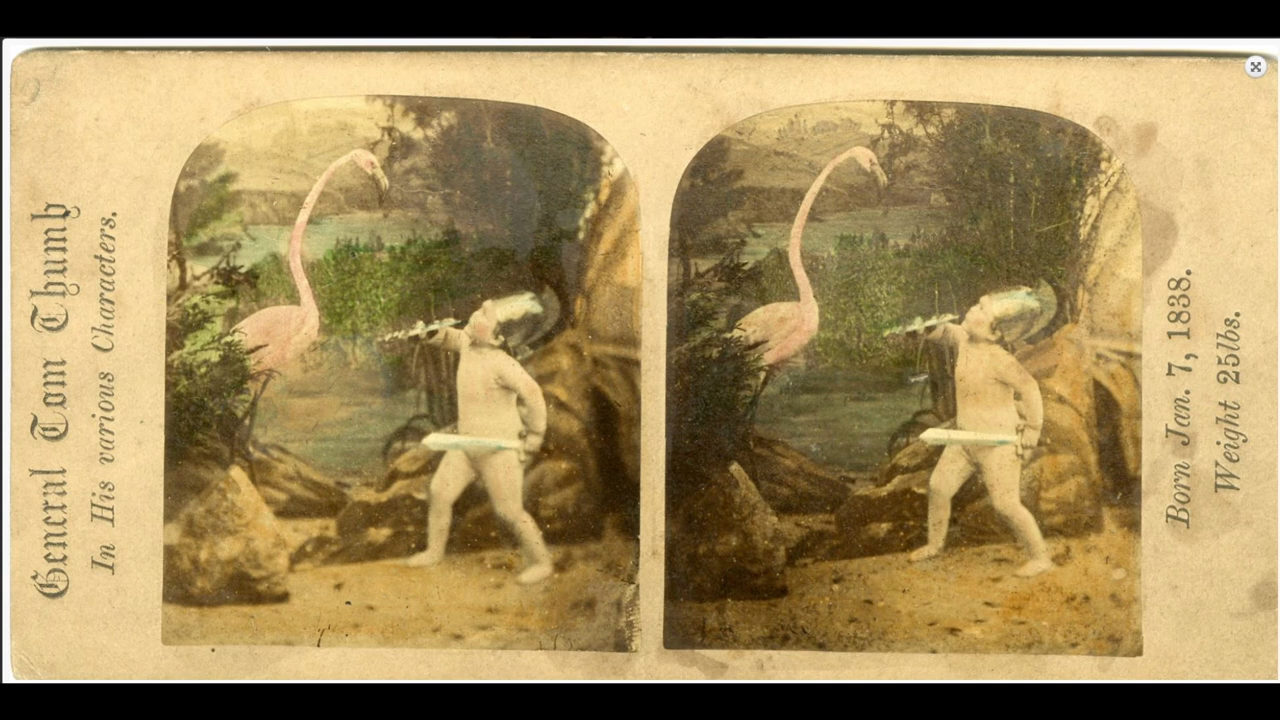 General Tom Thumb
In His various Characters.
Born Jan. 7, 1838.
Weight 25lbs.